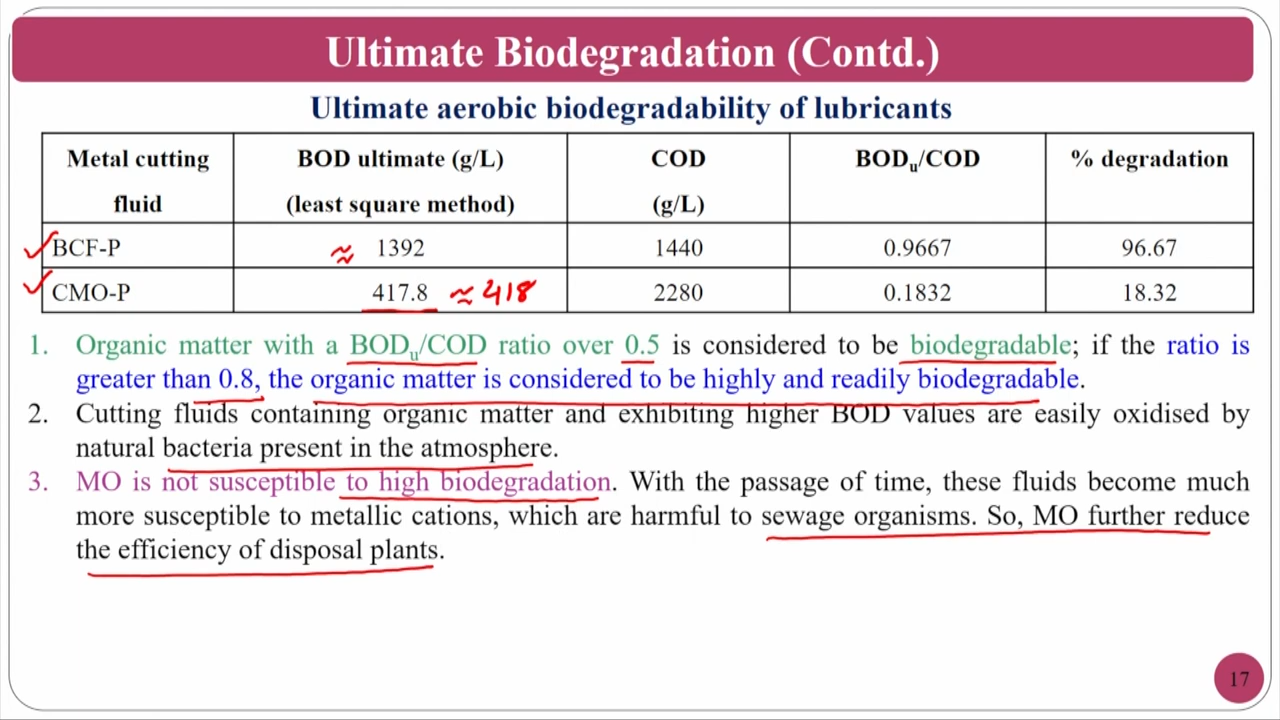 Ultimate Biodegradation (Contd.)
Ultimate aerobic biodegradability of lubricants
Metal cutting fluid BOD ultimate (g/L) (least square method) COD (g/L) BODu/COD % degradation
BCF-P ≈ 1392 1440 0.9667 96.67
CMO-P 417.8 ≈ 418 2280 0.1832 18.32
1. Organic matter with a BODu/COD ratio over 0.5 is considered to be biodegradable; if the ratio is
greater than 0.8, the organic matter is considered to be highly and readily biodegradable.
2. Cutting fluids containing organic matter and exhibiting higher BOD values are easily oxidised by
natural bacteria present in the atmosphere.
3. MO is not susceptible to high biodegradation. With the passage of time, these fluids become much
more susceptible to metallic cations, which are harmful to sewage organisms. So, MO further reduce
the efficiency of disposal plants.
17